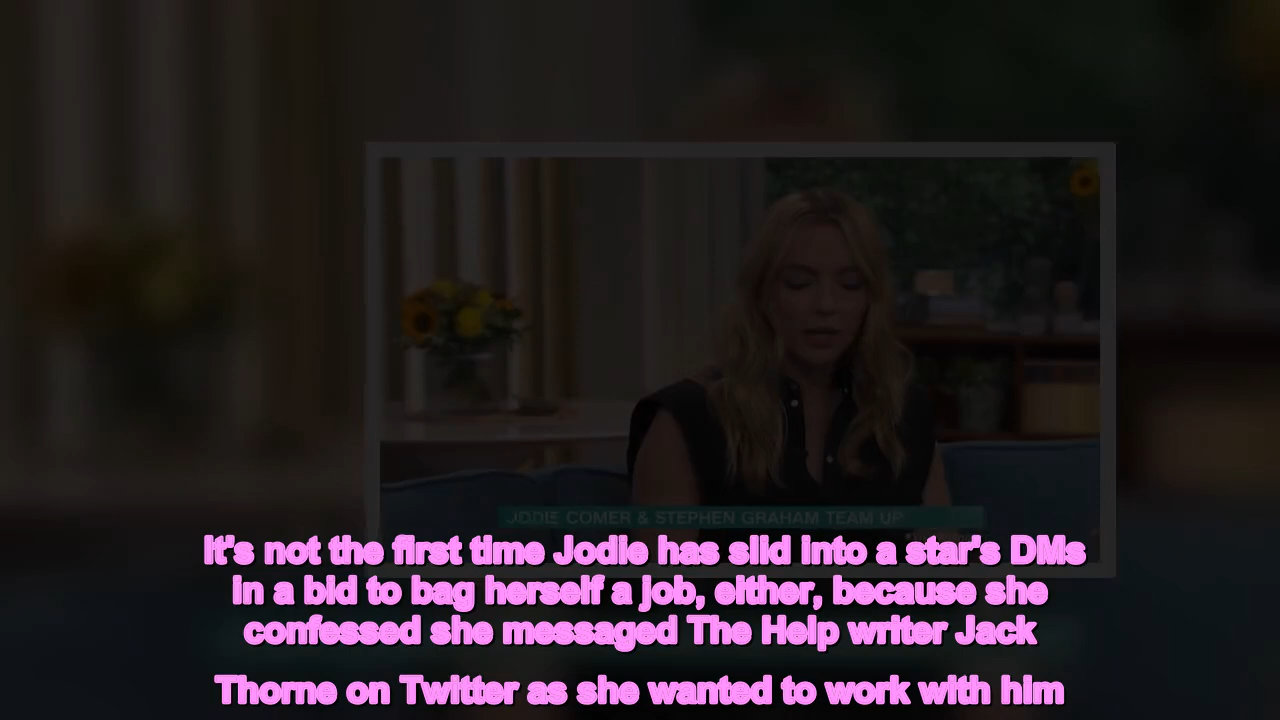 JODIE COMER & STEPHEN GRAHAM TEAM UP
It's not the first time Jodie has slid into a star's DMs
in a bid to bag herself a job, either, because she
confessed she messaged The Help writer Jack
Thorne on Twitter as she wanted to work with him